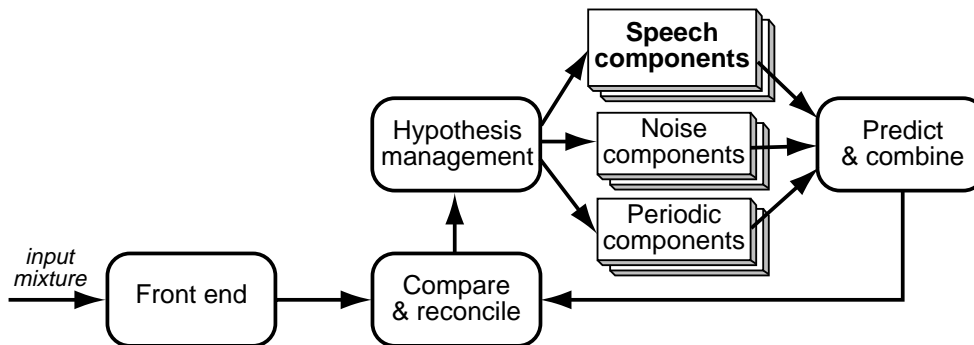 Speech
components
Hypothesis
management
Noise
components
Predict
& combine
Periodic
components
input
mixture
Front end
Compare
& reconcile